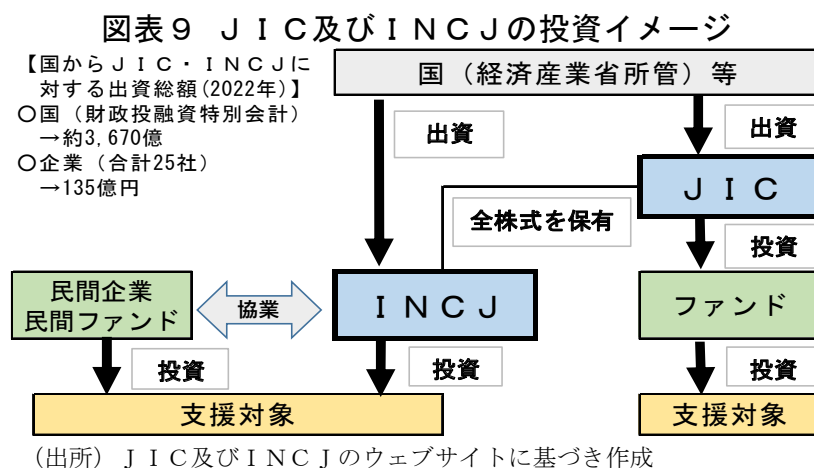 図表９ ＪＩＣ及びＩＮＣＪの投資イメージ
【国からＪＩＣ・ＩＮＣＪに
対する出資総額(2022年)】
〇国（財政投融資特別会計）
→約3,670億
〇企業（合計25社）
→135億円
国（経済産業省所管）等
出資
出資
ＪＩＣ
全株式を保有
投資
民間企業
民間ファンド
協業
ＩＮＣＪ
ファンド
投資
投資
投資
支援対象
支援対象
（出所）ＪＩＣ及びＩＮＣＪのウェブサイトに基づき作成